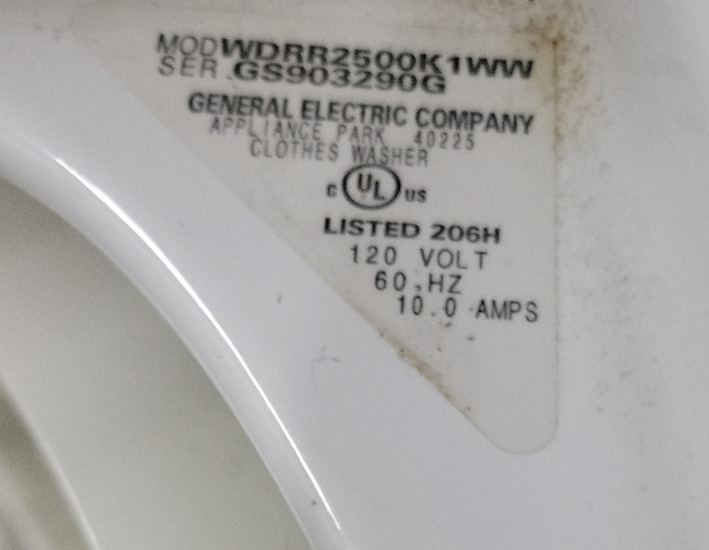 MOD WDRR2500K1WW
SER GS903290G
GENERAL ELECTRIC COMPANY
APPLIANCE PARK 40225
CLOTHES WASHER
C UL US
LISTED 206H
120 VOLT
60 HZ
10.0 AMPS